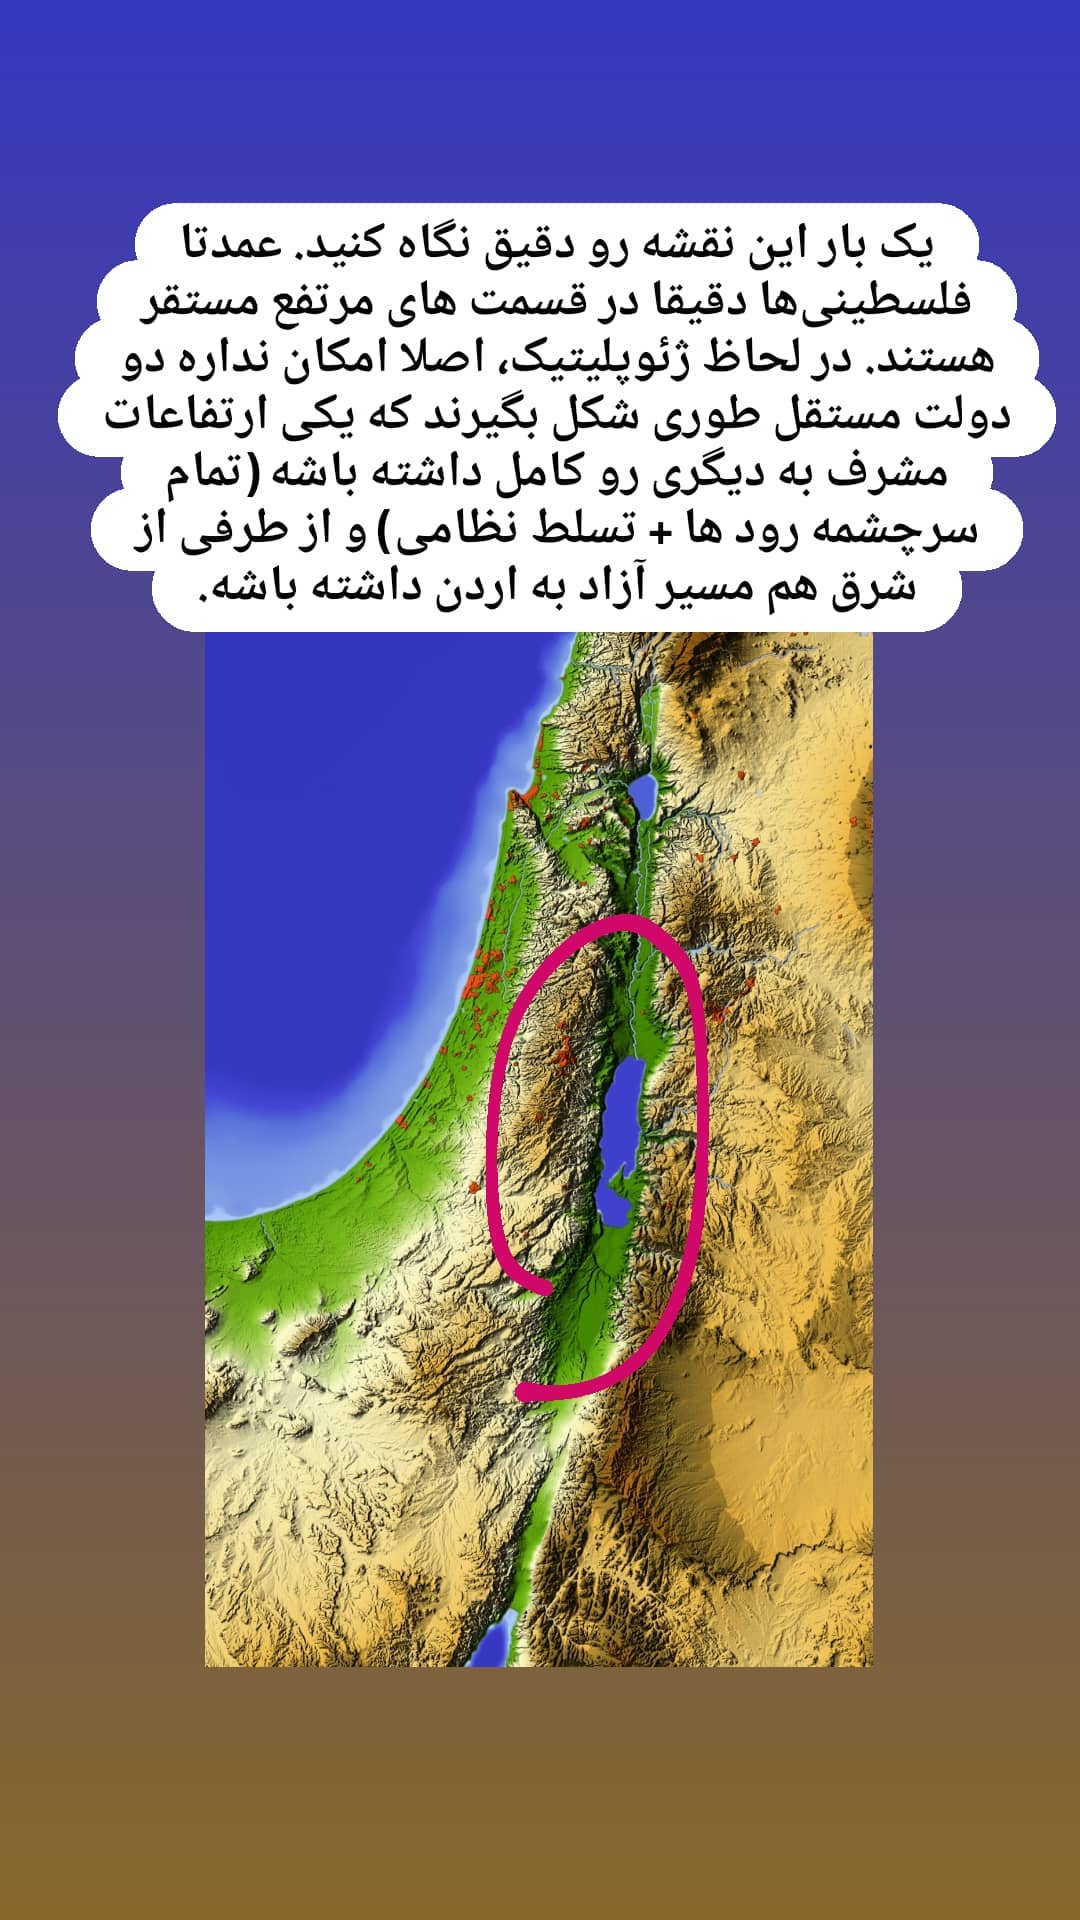 یک بار این نقشه رو دقیق نگاه کنید. عمدتا
فلسطینی‌ها دقیقا در قسمت های مرتفع مستقر
هستند. در لحاظ ژئوپلیتیک، اصلا امکان نداره دو
دولت مستقل طوری شکل بگیرند که یکی ارتفاعات
مشرف به دیگری رو کامل داشته باشه (تمام
سرچشمه رود ها + تسلط نظامی) و از طرفی از
شرق هم مسیر آزاد به اردن داشته باشه.